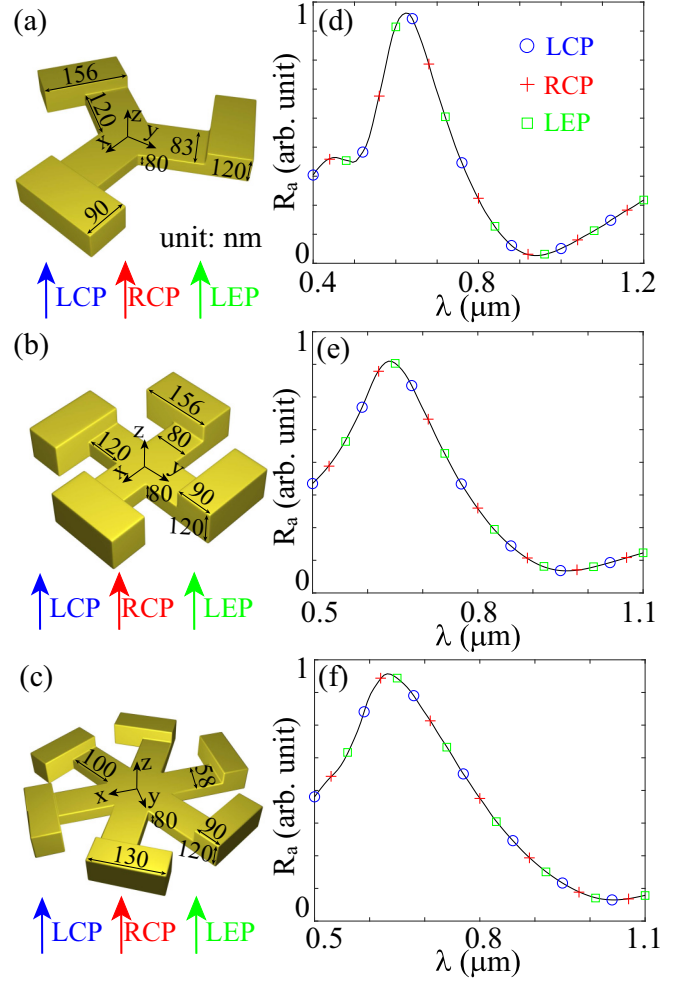 (a)
156
120
z
y
x
83
80
120
90
unit: nm
LCP RCP LEP
(d)
1
LCP
RCP
LEP
R_a (arb. unit)
0
0.4 0.8 1.2
λ (μm)
(b)
156
z
80
120
x y
80
90
120
LCP RCP LEP
(e)
1
R_a (arb. unit)
0
0.5 0.8 1.1
λ (μm)
(c)
100
z
58
x
y
80
90
120
130
LCP RCP LEP
(f)
1
R_a (arb. unit)
0
0.5 0.8 1.1
λ (μm)